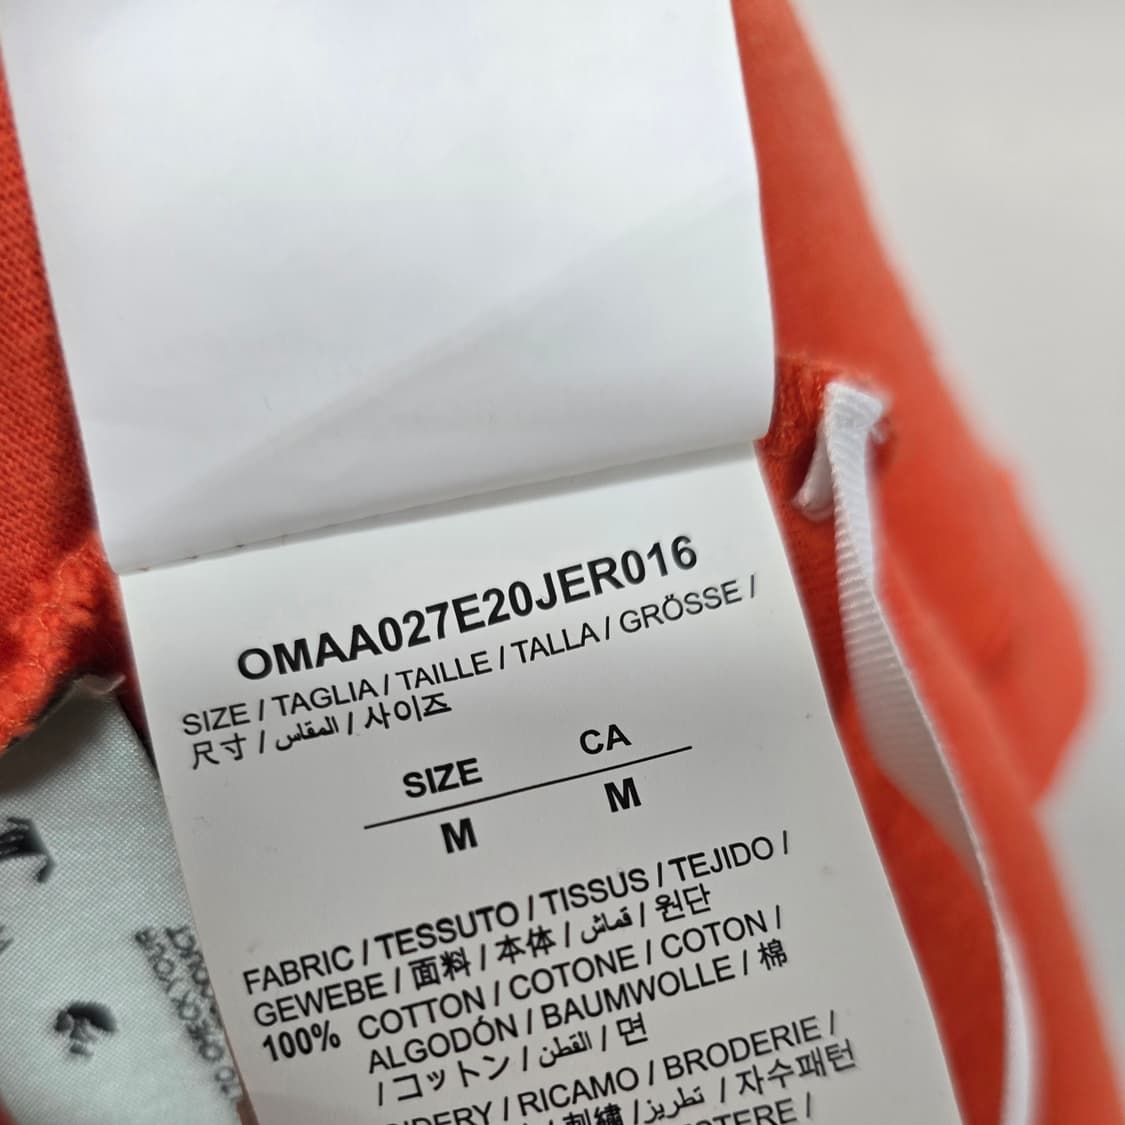 OMAA027E20JER016
SIZE / TAGLIA / TAILLE / TALLA / GRÖSSE /
尺寸 / المقاس / 사이즈
SIZE CA
M M
FABRIC / TESSUTO / TISSUS / TEJIDO /
GEWEBE / 面料 / 本体 / قماش / 원단
100% COTTON / COTONE / COTON /
ALGODÓN / BAUMWOLLE / 棉
/ コットン / القطن / 면
/ RICAMO / BRODERIE /
/ 刺繍 / تطريز / 자수패턴